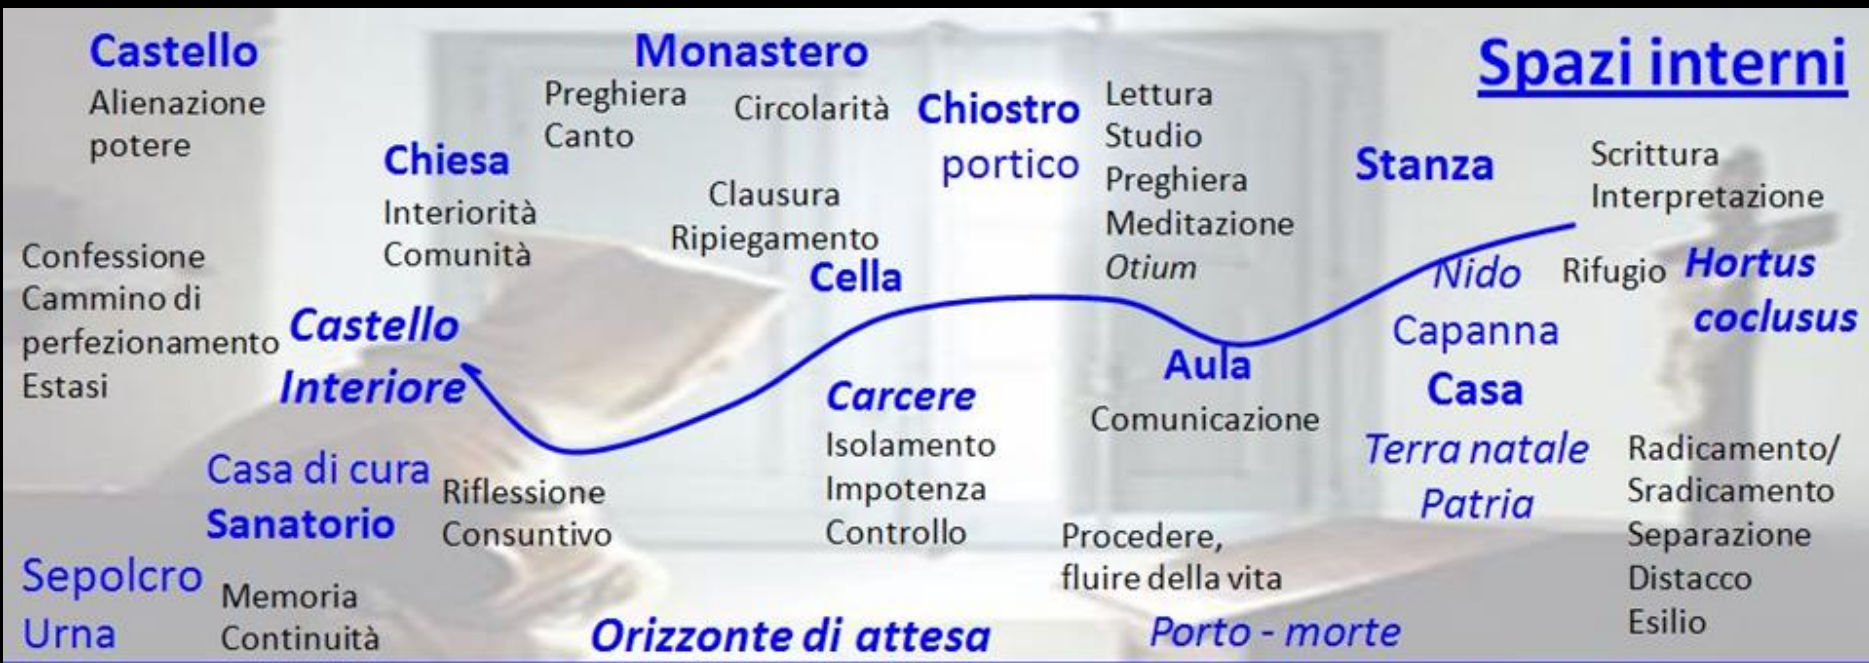 Spazi interni
Castello
Alienazione
potere
Chiesa
Interiorità
Comunità
Monastero
Preghiera
Canto
Circolarità
Clausura
Ripiegamento
Cella
Chiostro
portico
Lettura
Studio
Preghiera
Meditazione
Otium
Stanza
Scrittura
Interpretazione
Confessione
Cammino di
perfezionamento
Estasi
Castello
Interiore
Carcere
Isolamento
Impotenza
Controllo
Aula
Comunicazione
Nido
Rifugio
Hortus
coclusus
Capanna
Casa
Terra natale
Patria
Radicamento/
Sradicamento
Separazione
Distacco
Esilio
Casa di cura
Sanatorio
Riflessione
Consuntivo
Sepolcro
Urna
Memoria
Continuità
Orizzonte di attesa
Procedere,
fluire della vita
Porto - morte